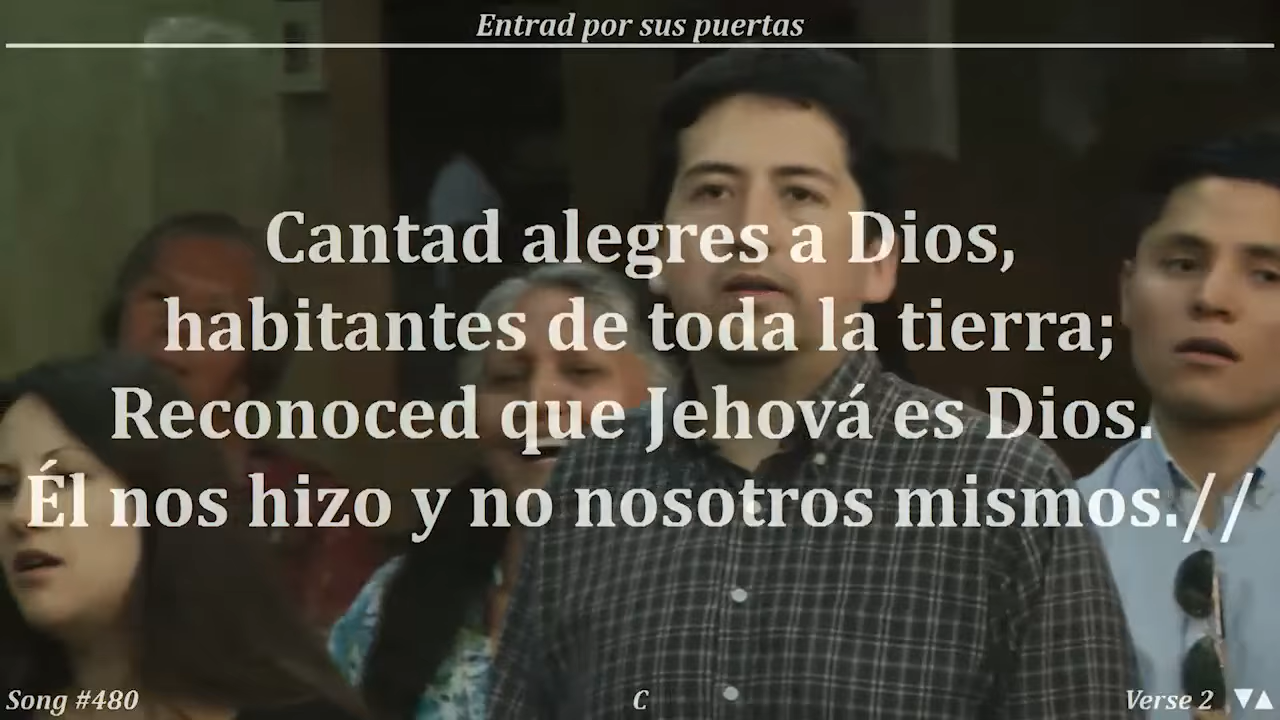 Entrad por sus puertas
Cantad alegres a Dios,
habitantes de toda la tierra;
Reconoced que Jehová es Dios.
Él nos hizo y no nosotros mismos.//
Song #480
C
Verse 2 ▼▲